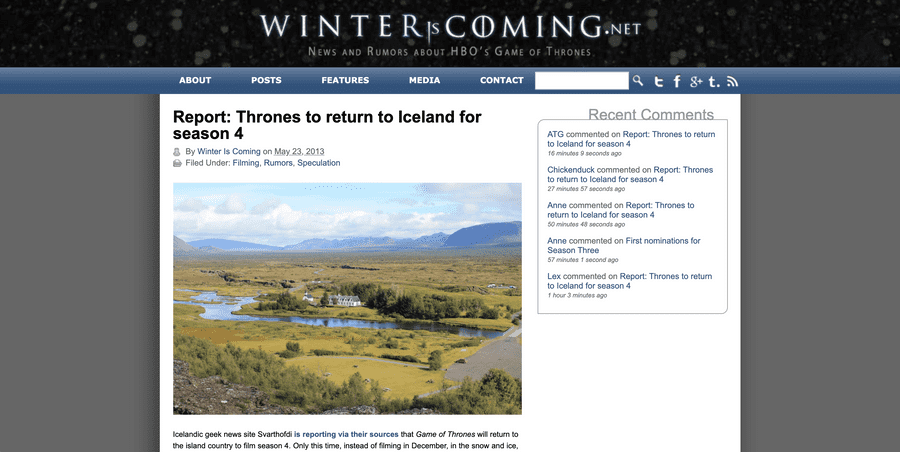 WINTER IS COMING.NET
NEWS AND RUMORS ABOUT HBO'S GAME OF THRONES
ABOUT POSTS FEATURES MEDIA CONTACT
Report: Thrones to return to Iceland for
season 4
By Winter Is Coming on May 23, 2013
Filed Under: Filming, Rumors, Speculation
Icelandic geek news site Svarthofdi is reporting via their sources that Game of Thrones will return to
the island country to film season 4. Only this time, instead of filming in December, in the snow and ice,
Recent Comments
ATG commented on Report: Thrones to return
to Iceland for season 4
16 minutes 9 seconds ago
Chickenduck commented on Report: Thrones
to return to Iceland for season 4
27 minutes 57 seconds ago
Anne commented on Report: Thrones to
return to Iceland for season 4
50 minutes 48 seconds ago
Anne commented on First nominations for
Season Three
57 minutes 1 second ago
Lex commented on Report: Thrones to return
to Iceland for season 4
1 hour 3 minutes ago